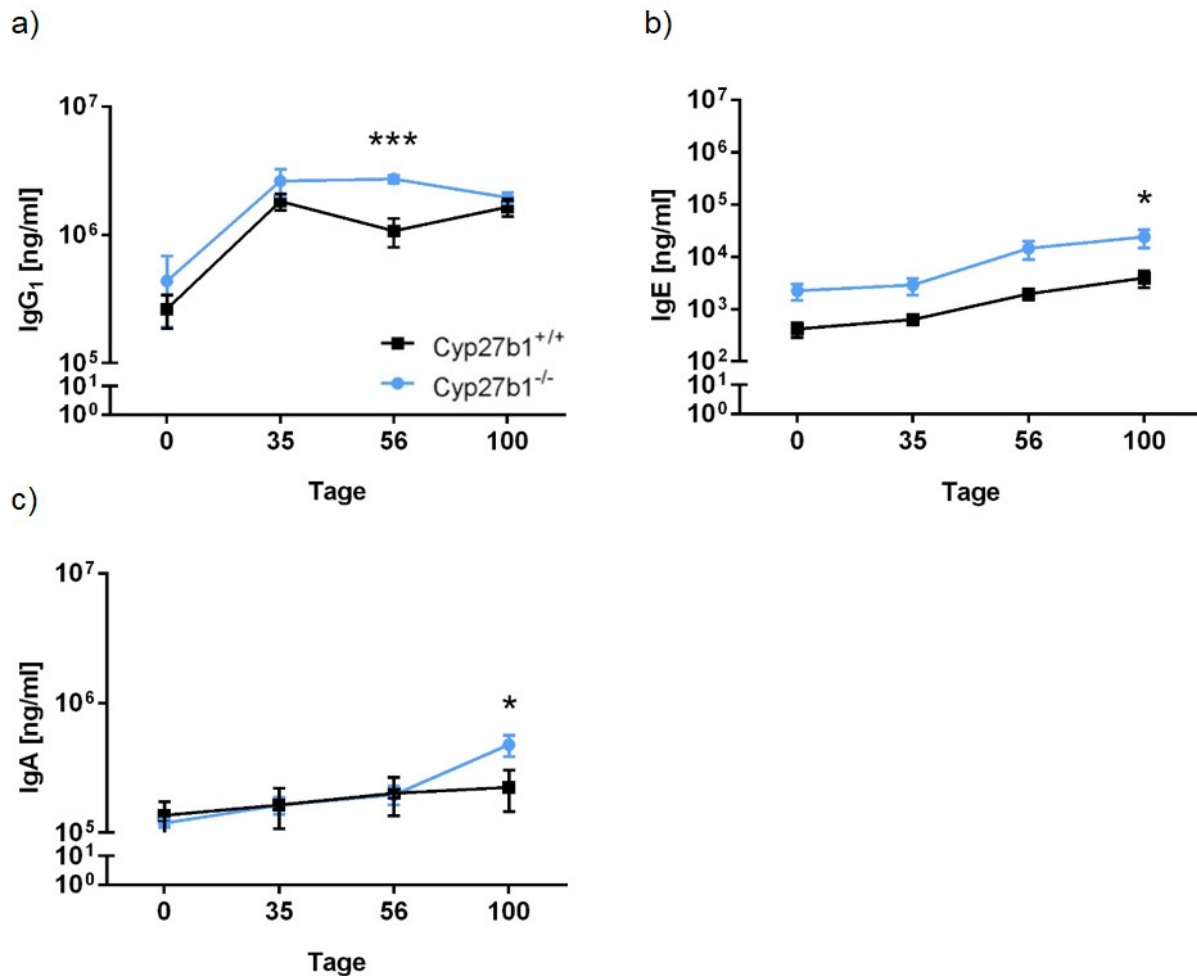 a)
10⁷
10⁶
10⁵
10¹
10⁰
IgG₁ [ng/ml]
***
Cyp27b1⁺/⁺
Cyp27b1⁻/⁻
0 35 56 100
Tage
b)
10⁷
10⁶
10⁵
10⁴
10³
10²
10¹
10⁰
IgE [ng/ml]
*
0 35 56 100
Tage
c)
10⁷
10⁶
10⁵
10¹
10⁰
IgA [ng/ml]
*
0 35 56 100
Tage